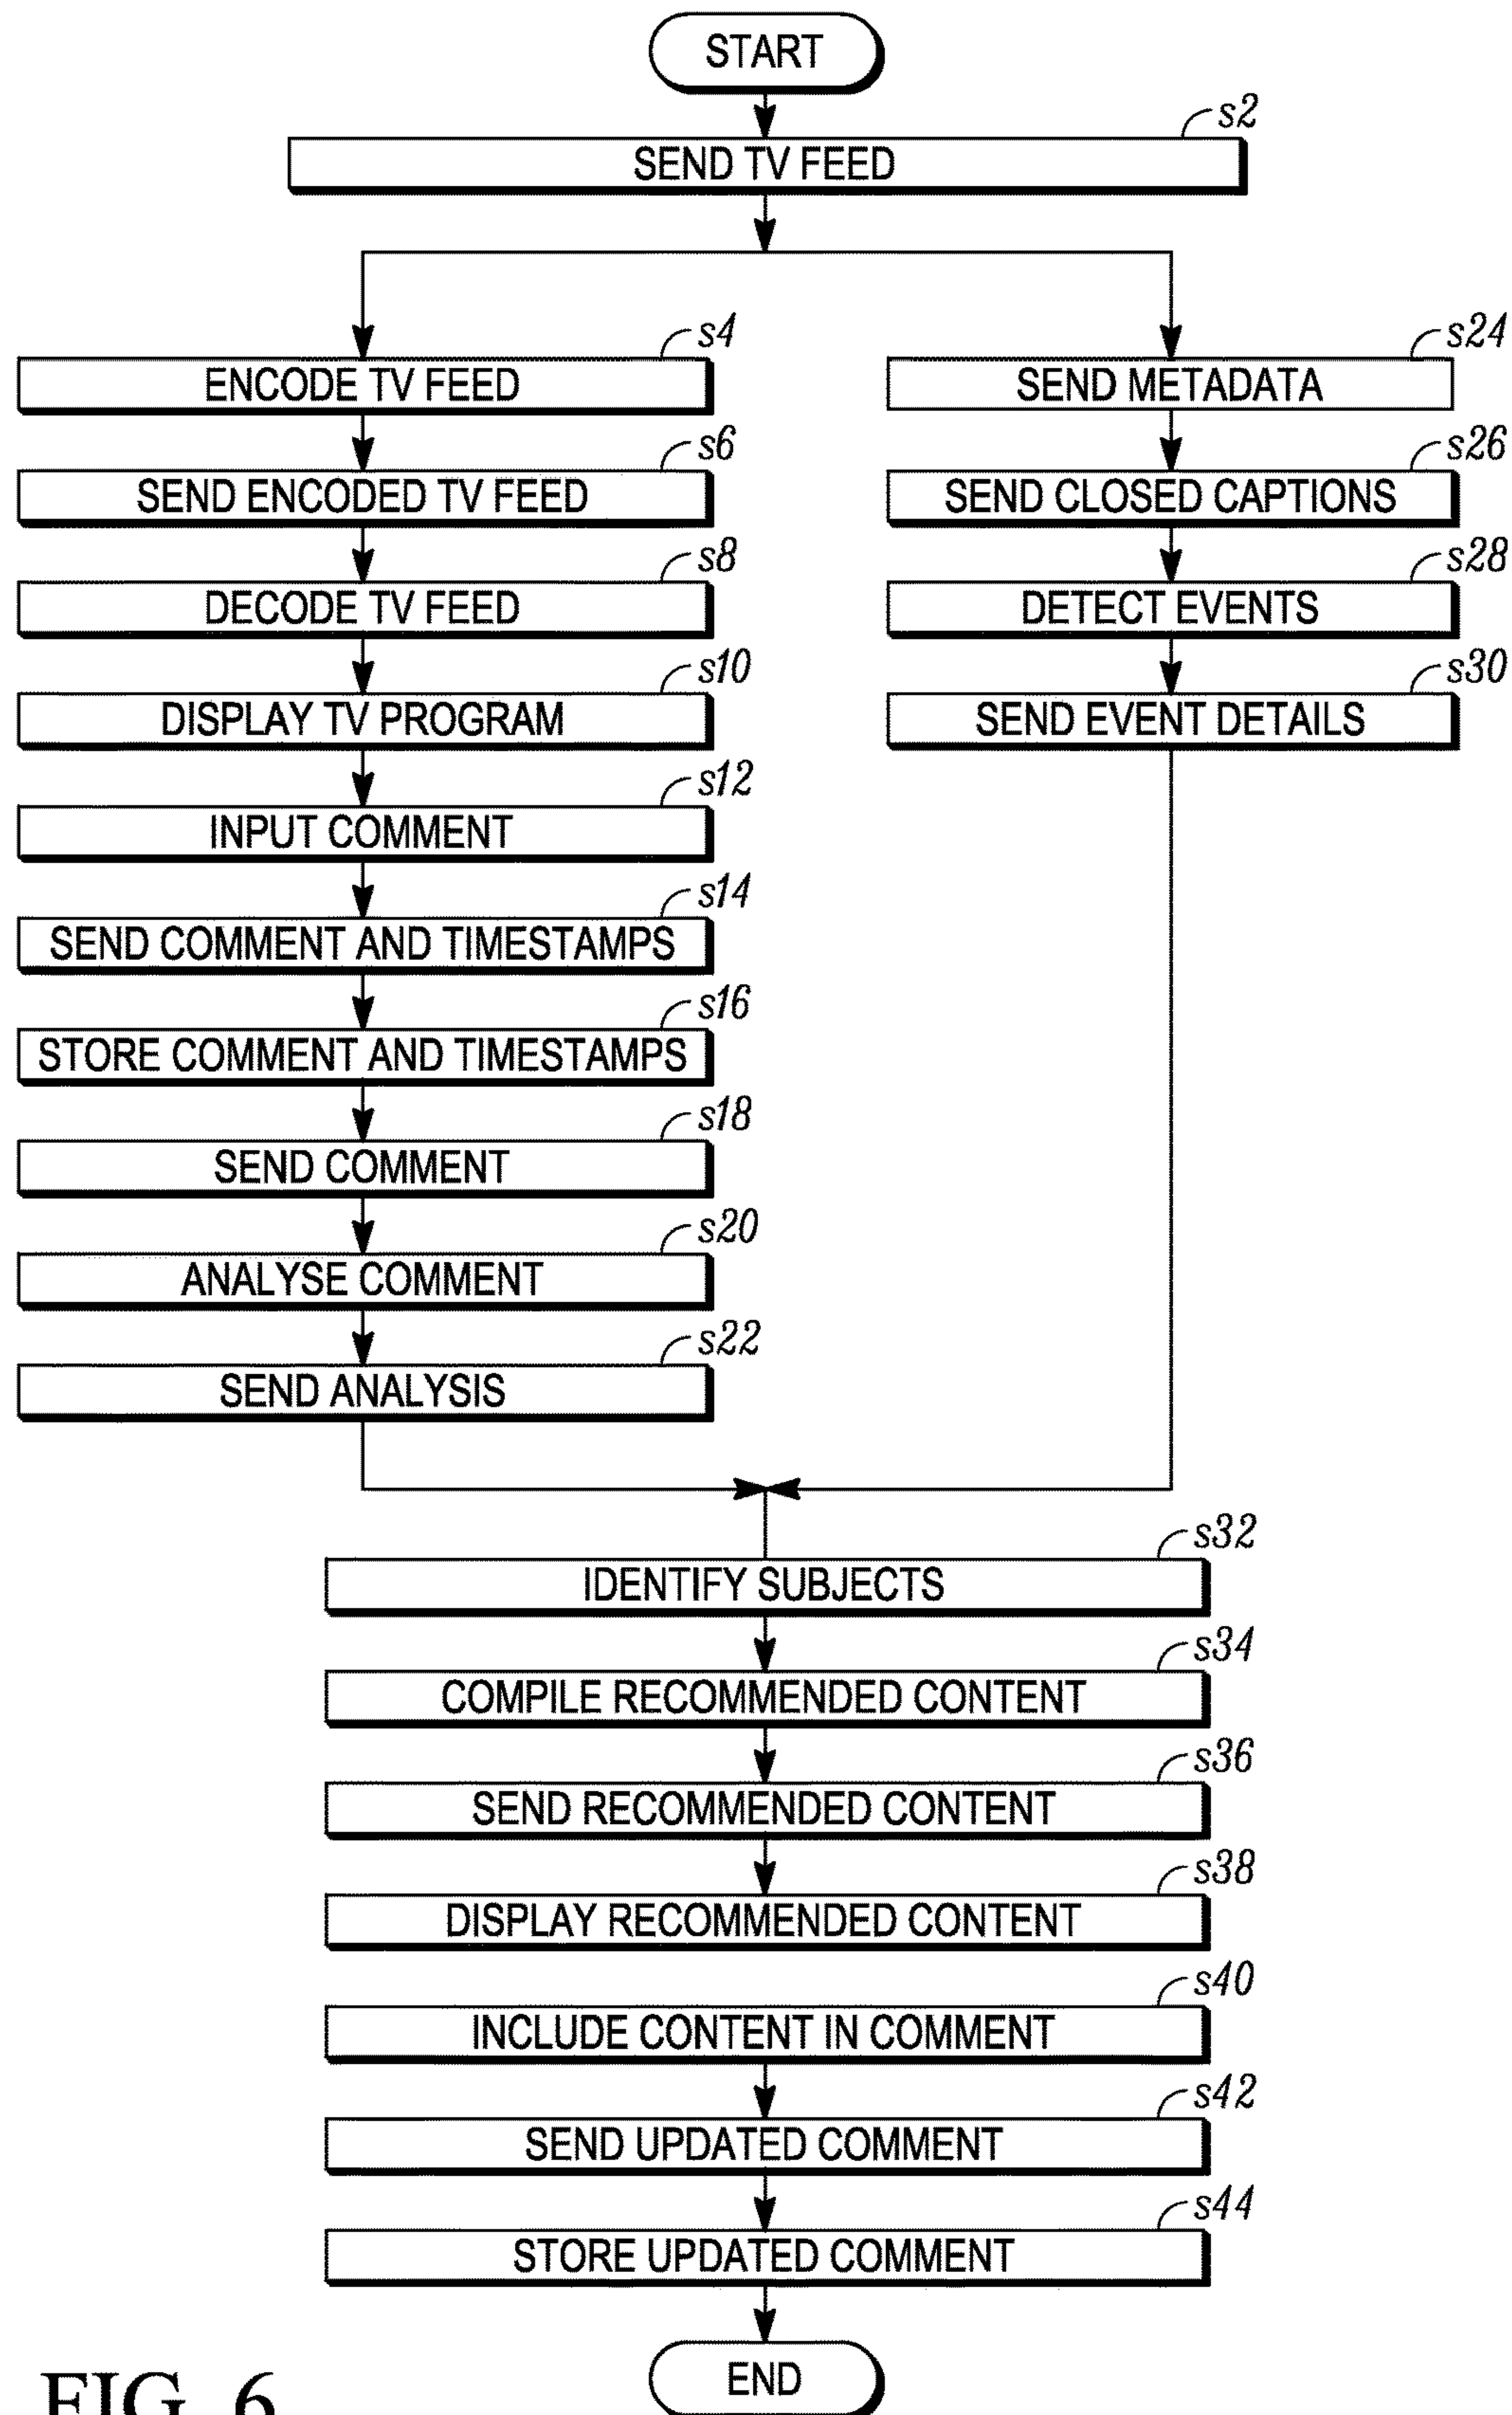 START
s2
SEND TV FEED
s4
ENCODE TV FEED
s6
SEND ENCODED TV FEED
s8
DECODE TV FEED
s10
DISPLAY TV PROGRAM
s12
INPUT COMMENT
s14
SEND COMMENT AND TIMESTAMPS
s16
STORE COMMENT AND TIMESTAMPS
s18
SEND COMMENT
s20
ANALYSE COMMENT
s22
SEND ANALYSIS
s24
SEND METADATA
s26
SEND CLOSED CAPTIONS
s28
DETECT EVENTS
s30
SEND EVENT DETAILS
s32
IDENTIFY SUBJECTS
s34
COMPILE RECOMMENDED CONTENT
s36
SEND RECOMMENDED CONTENT
s38
DISPLAY RECOMMENDED CONTENT
s40
INCLUDE CONTENT IN COMMENT
s42
SEND UPDATED COMMENT
s44
STORE UPDATED COMMENT
END
FIG. 6